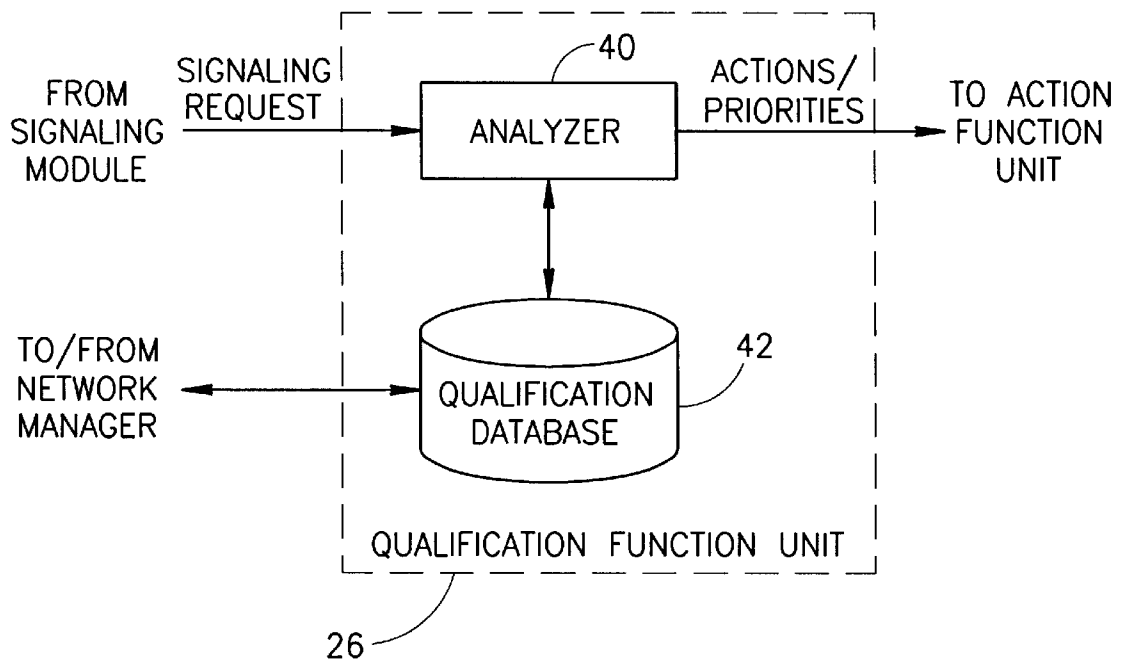 40
SIGNALING
REQUEST
ACTIONS/
PRIORITIES
FROM
SIGNALING
MODULE
ANALYZER
TO ACTION
FUNCTION
UNIT
TO/FROM
NETWORK
MANAGER
42
QUALIFICATION
DATABASE
QUALIFICATION FUNCTION UNIT
26